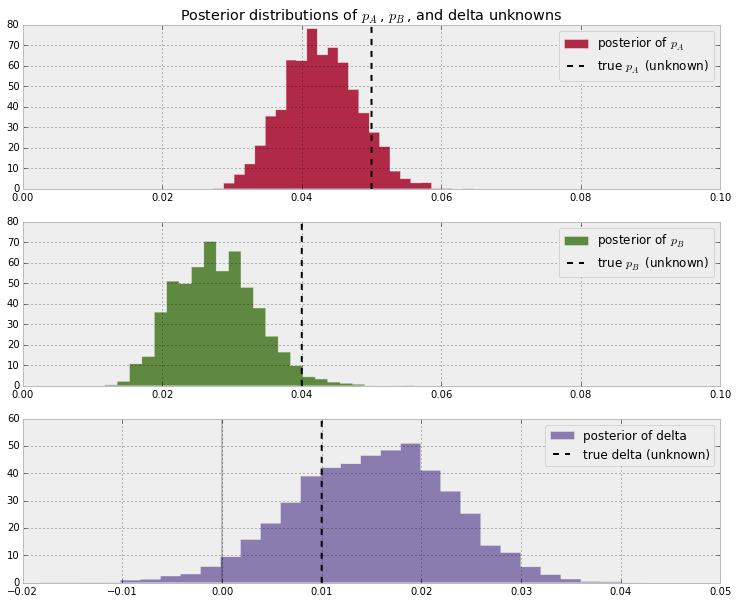 Posterior distributions of p_A, p_B, and delta unknowns
80
70
60
50
40
30
20
10
0
posterior of p_A
true p_A (unknown)
0.00 0.02 0.04 0.06 0.08 0.10
80
70
60
50
40
30
20
10
0
posterior of p_B
true p_B (unknown)
0.00 0.02 0.04 0.06 0.08 0.10
60
50
40
30
20
10
0
posterior of delta
true delta (unknown)
−0.02 −0.01 0.00 0.01 0.02 0.03 0.04 0.05